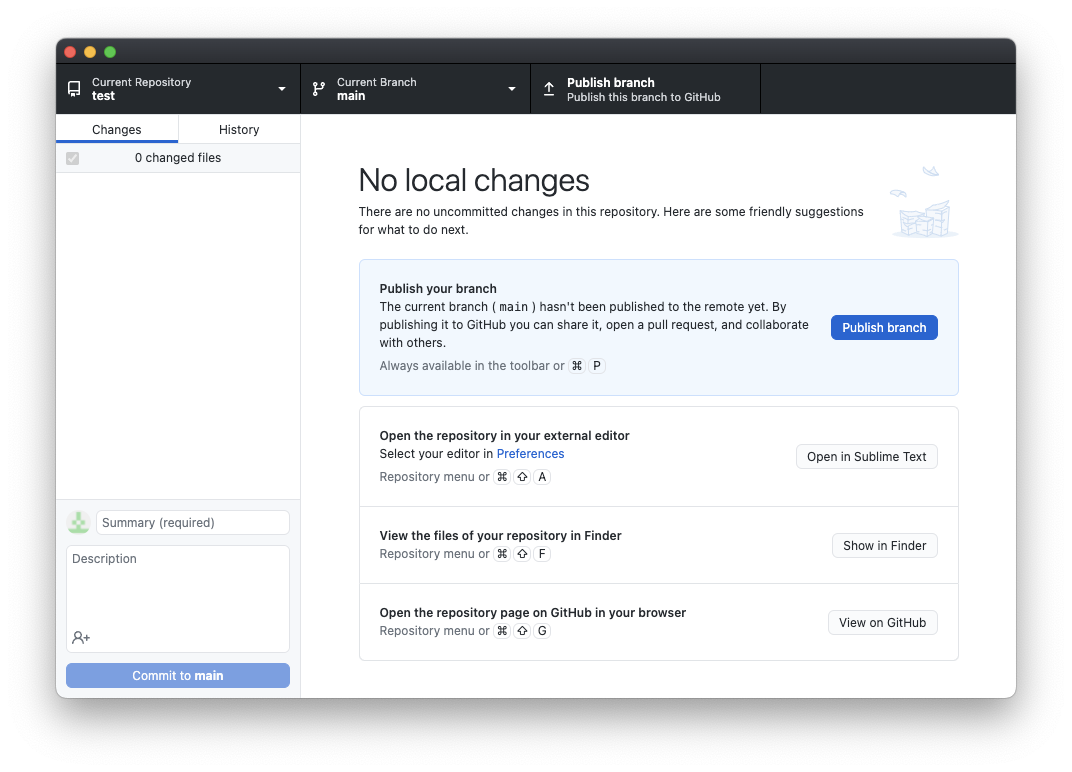 Current Repository
test
Current Branch
main
Publish branch
Publish this branch to GitHub
Changes
History
0 changed files
No local changes
There are no uncommitted changes in this repository. Here are some friendly suggestions
for what to do next.
Publish your branch
The current branch ( main ) hasn't been published to the remote yet. By
publishing it to GitHub you can share it, open a pull request, and collaborate
with others.
Always available in the toolbar or ⌘ P
Publish branch
Open the repository in your external editor
Select your editor in Preferences
Repository menu or ⌘ ⇧ A
Open in Sublime Text
View the files of your repository in Finder
Repository menu or ⌘ ⇧ F
Show in Finder
Open the repository page on GitHub in your browser
Repository menu or ⌘ ⇧ G
View on GitHub
Summary (required)
Description
Commit to main